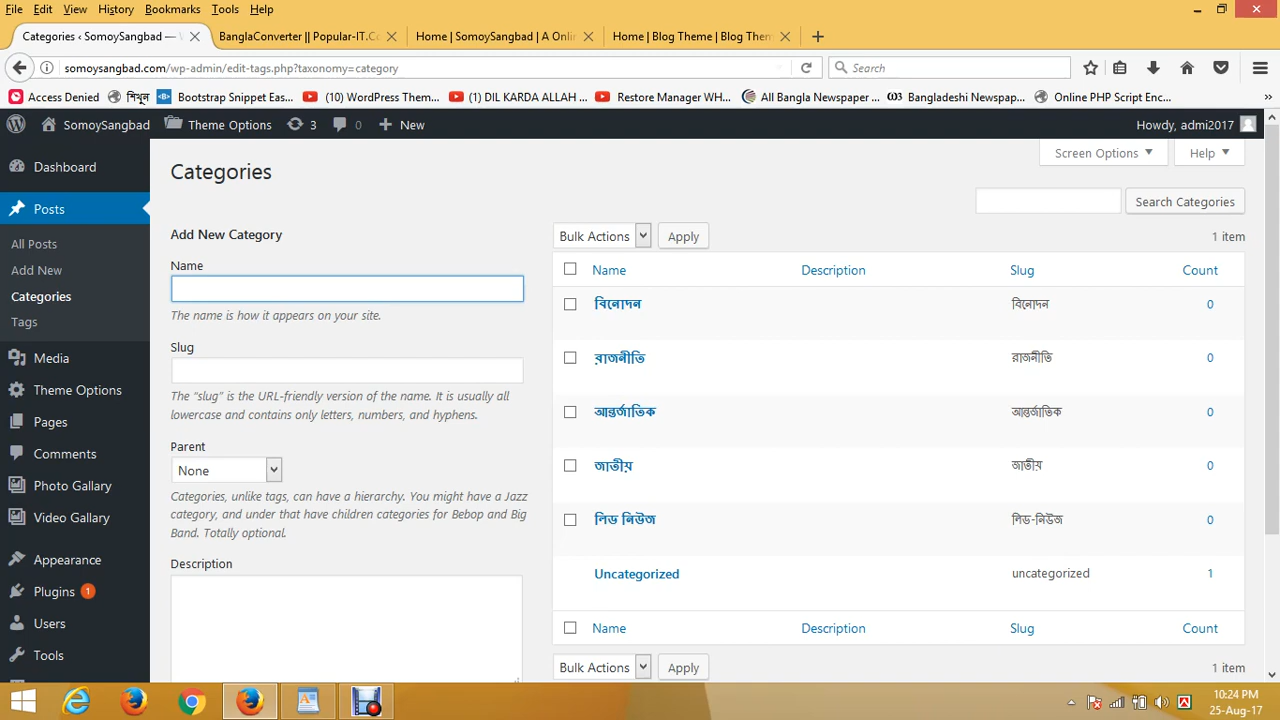 File Edit View History Bookmarks Tools Help
Categories ‹ SomoySangbad —
BanglaConverter || Popular-IT.C
Home | SomoySangbad | A Onli
Home | Blog Theme | Blog Them
somoysangbad.com/wp-admin/edit-tags.php?taxonomy=category
Search
Access Denied
শিখুন
Bootstrap Snippet Eas...
(10) WordPress Them...
(1) DIL KARDA ALLAH ...
Restore Manager WH...
All Bangla Newspaper ...
Bangladeshi Newspap...
Online PHP Script Enc...
SomoySangbad Theme Options 3 0 New
Howdy, admi2017
Dashboard
Posts
All Posts
Add New
Categories
Tags
Media
Theme Options
Pages
Comments
Photo Gallary
Video Gallary
Appearance
Plugins 1
Users
Tools
Screen Options
Help
Categories
Search Categories
Add New Category
Name
The name is how it appears on your site.
Slug
The “slug” is the URL-friendly version of the name. It is usually all
lowercase and contains only letters, numbers, and hyphens.
Parent
None
Categories, unlike tags, can have a hierarchy. You might have a Jazz
category, and under that have children categories for Bebop and Big
Band. Totally optional.
Description
Bulk Actions Apply 1 item
Name Description Slug Count
বিনোদন বিনোদন 0
রাজনীতি রাজনীতি 0
আন্তর্জাতিক আন্তর্জাতিক 0
জাতীয় জাতীয় 0
লিড নিউজ লিড-নিউজ 0
Uncategorized uncategorized 1
Name Description Slug Count
Bulk Actions Apply 1 item
10:24 PM
25-Aug-17